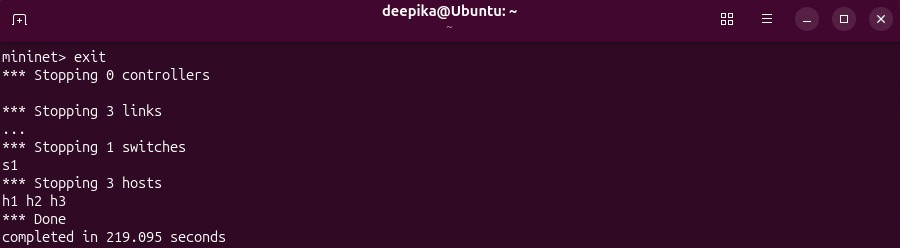 deepika@Ubuntu: ~
~
mininet> exit
*** Stopping 0 controllers
*** Stopping 3 links
...
*** Stopping 1 switches
s1
*** Stopping 3 hosts
h1 h2 h3
*** Done
completed in 219.095 seconds